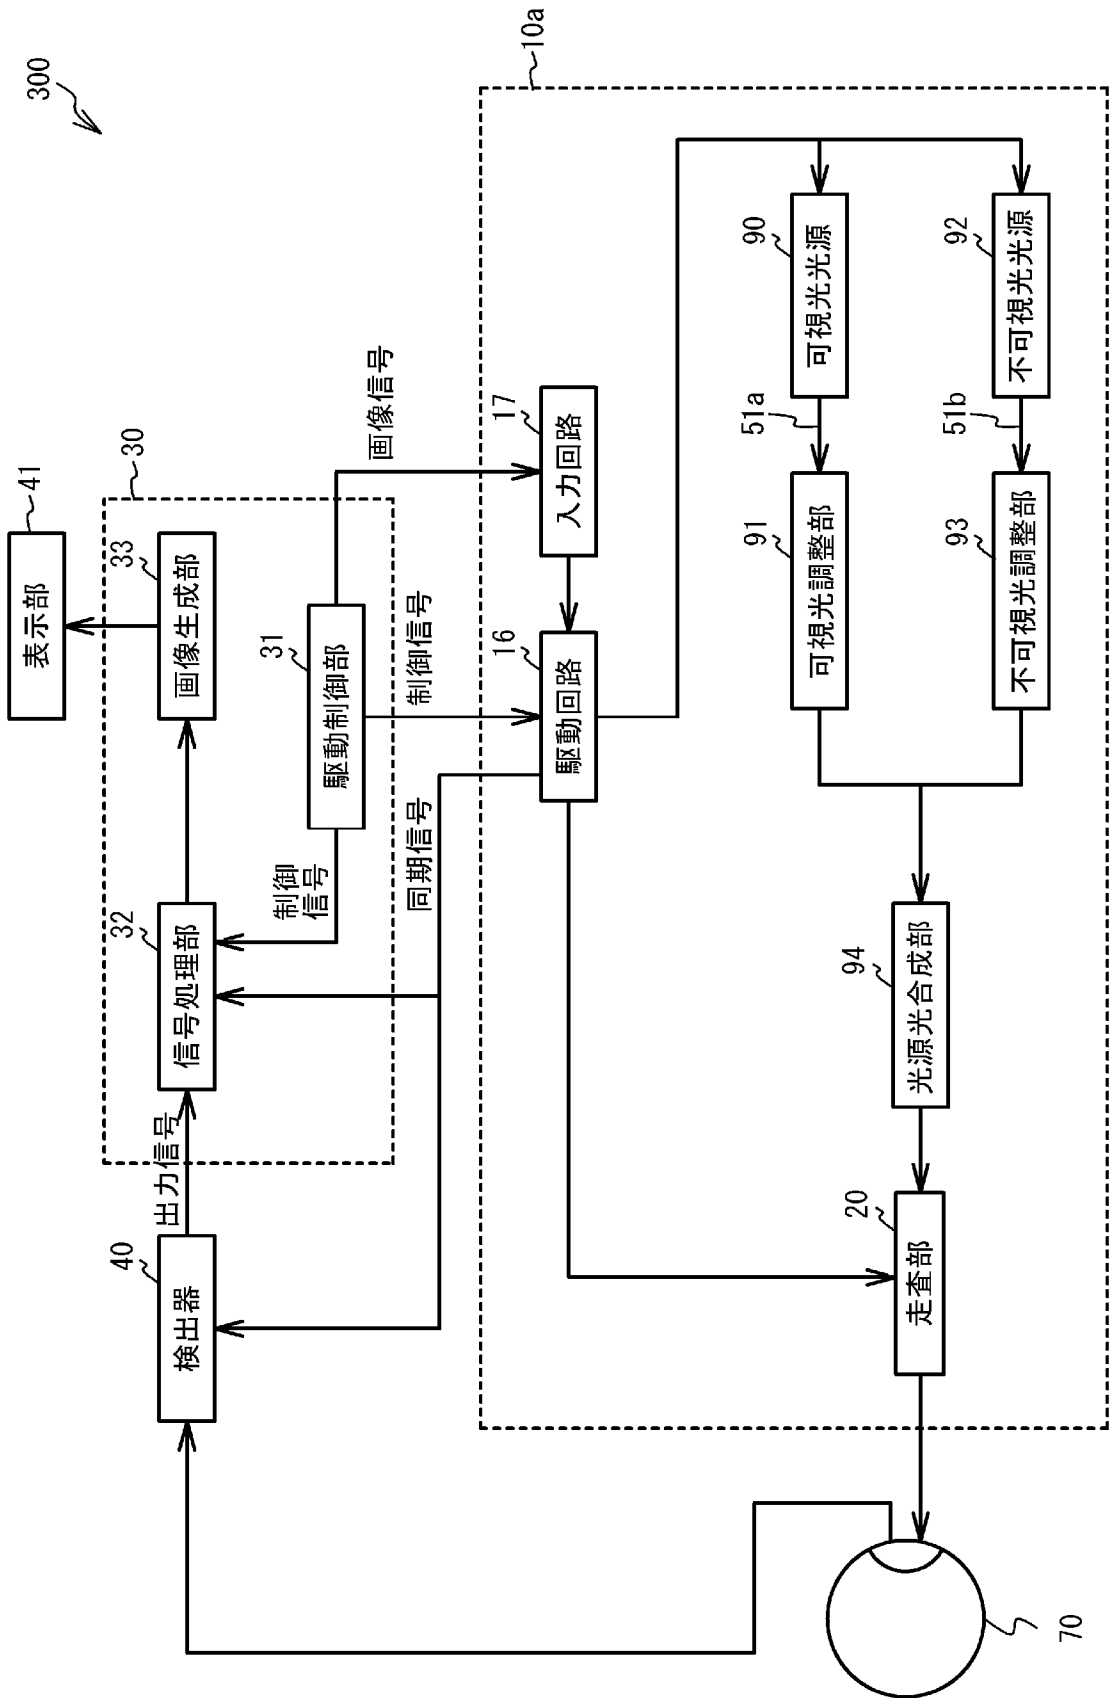 300
表示部
41
30
画像生成部
33
信号処理部
32
駆動制御部
31
制御
信号
検出器
40
出力信号
画像信号
制御信号
同期信号
10a
入力回路
17
駆動回路
16
可視光光源
90
51a
可視光調整部
91
不可視光光源
92
51b
不可視光調整部
93
光源光合成部
94
走査部
20
70